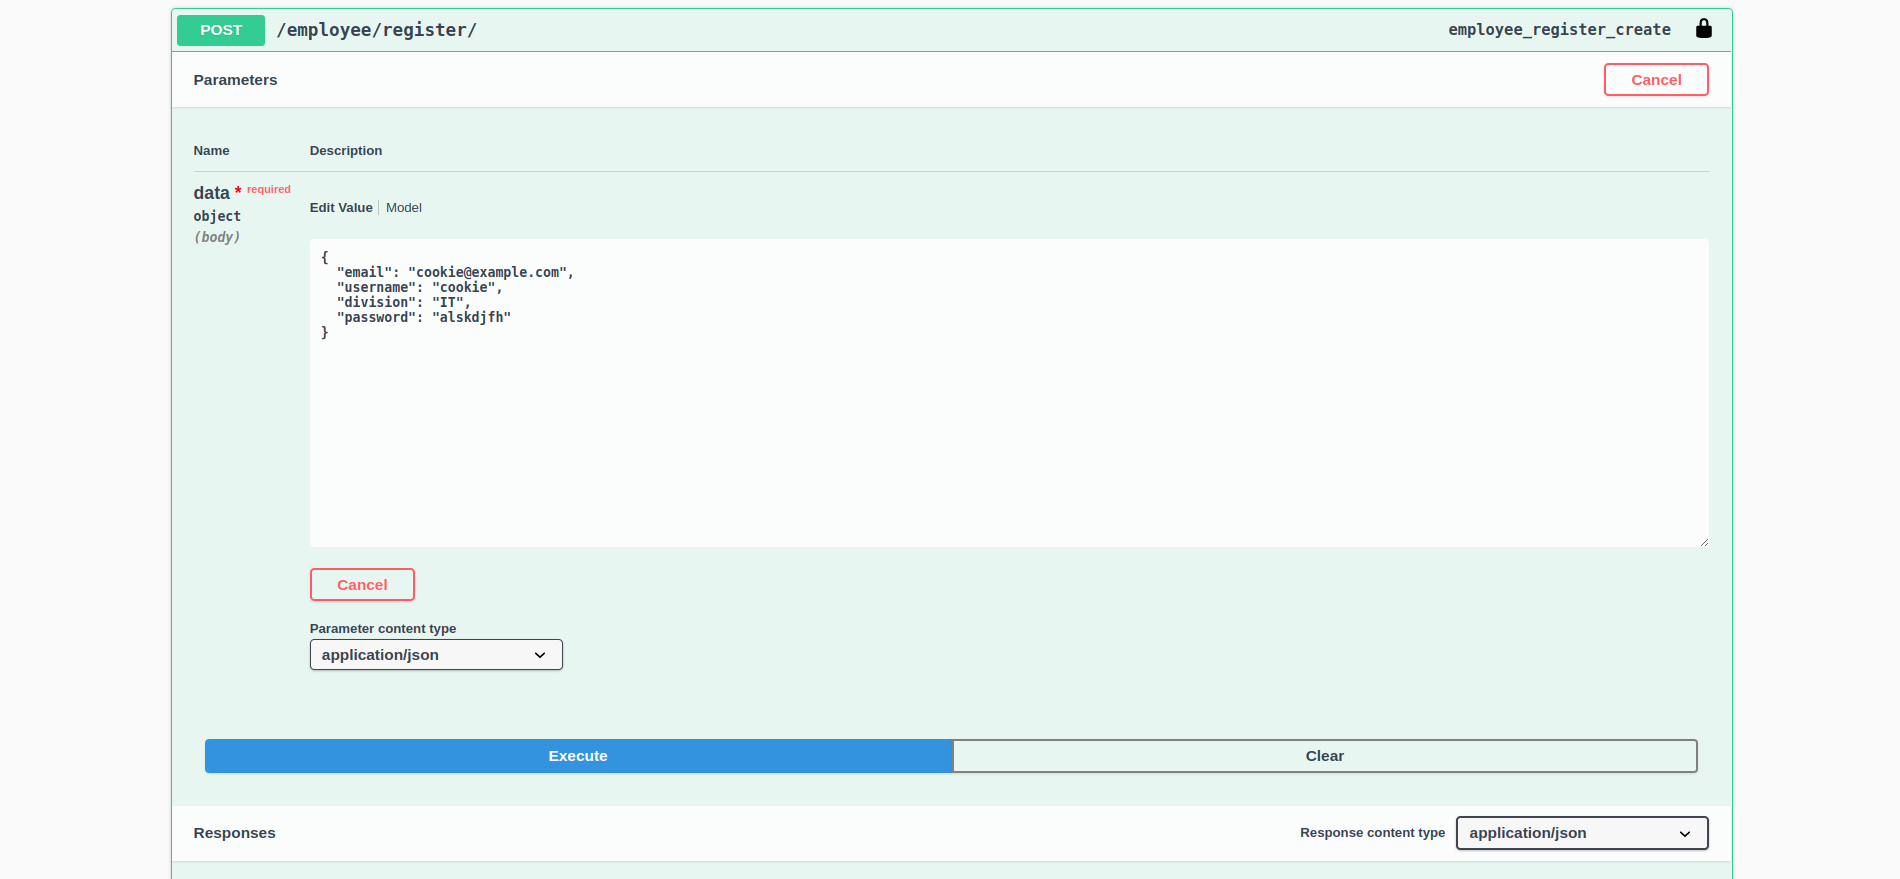 POST /employee/register/ employee_register_create
Parameters Cancel
Name Description
data * required
object
(body)
Edit Value Model
{
  "email": "cookie@example.com",
  "username": "cookie",
  "division": "IT",
  "password": "alskdjfh"
}
Cancel
Parameter content type
application/json
Execute Clear
Responses Response content type application/json